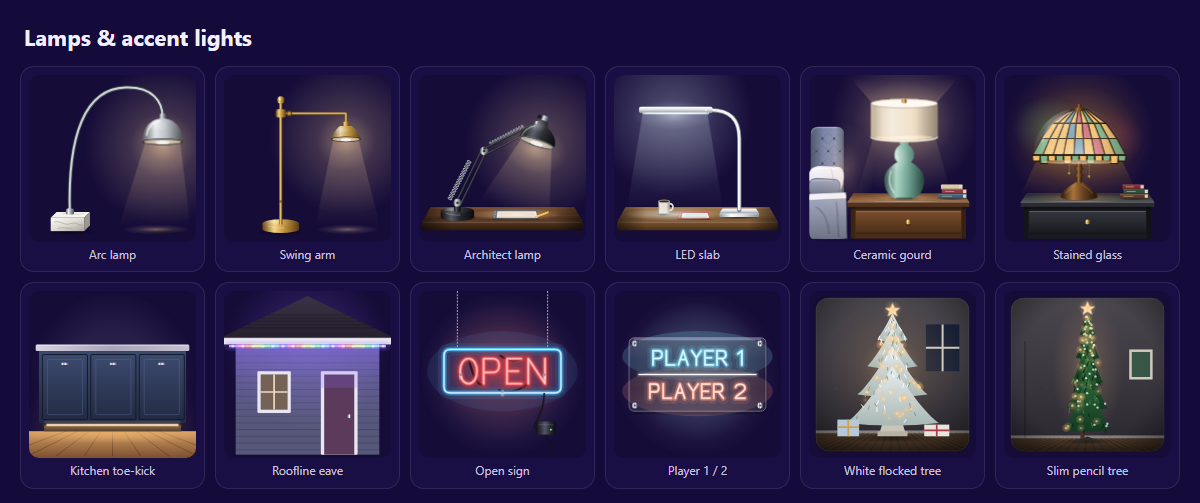 Lamps & accent lights
Arc lamp
Swing arm
Architect lamp
LED slab
Ceramic gourd
Stained glass
OPEN
PLAYER 1
PLAYER 2
Kitchen toe-kick
Roofline eave
Open sign
Player 1 / 2
White flocked tree
Slim pencil tree